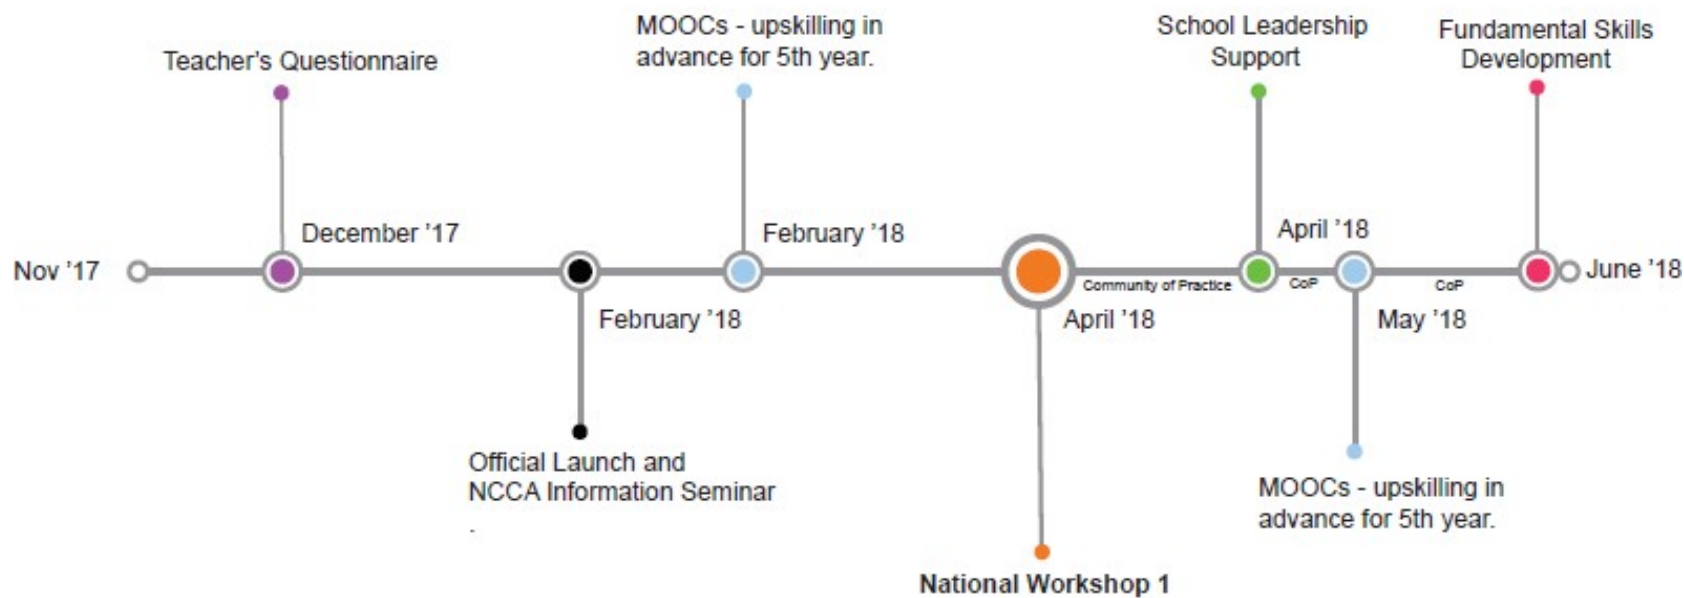 MOOCs - upskilling in
advance for 5th year.
School Leadership
Support
Fundamental Skills
Development
Teacher's Questionnaire
December ’17
February ’18
April ’18
Nov ’17
Community of Practice
CoP
CoP
June ’18
February ’18
April ’18
May ’18
Official Launch and
NCCA Information Seminar
.
MOOCs - upskilling in
advance for 5th year.
National Workshop 1